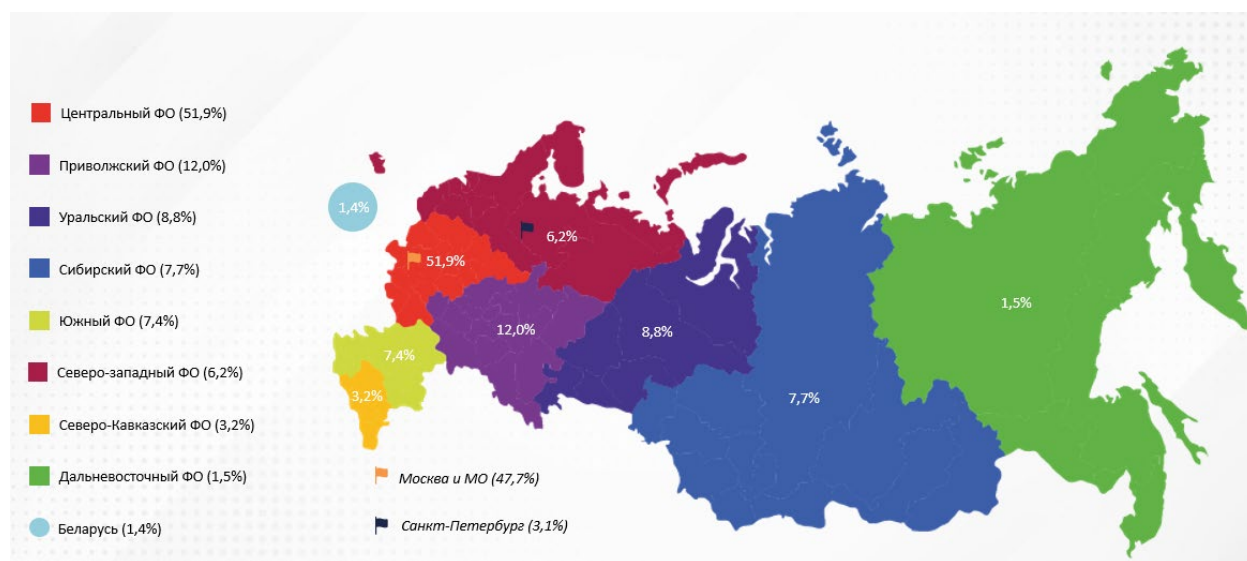 Центральный ФО (51,9%)
Приволжский ФО (12,0%)
Уральский ФО (8,8%)
Сибирский ФО (7,7%)
Южный ФО (7,4%)
Северо-западный ФО (6,2%)
Северо-Кавказский ФО (3,2%)
Дальневосточный ФО (1,5%)
Беларусь (1,4%)
Москва и МО (47,7%)
Санкт-Петербург (3,1%)
1,4%
6,2%
51,9%
1,5%
12,0%
8,8%
7,4%
3,2%
7,7%